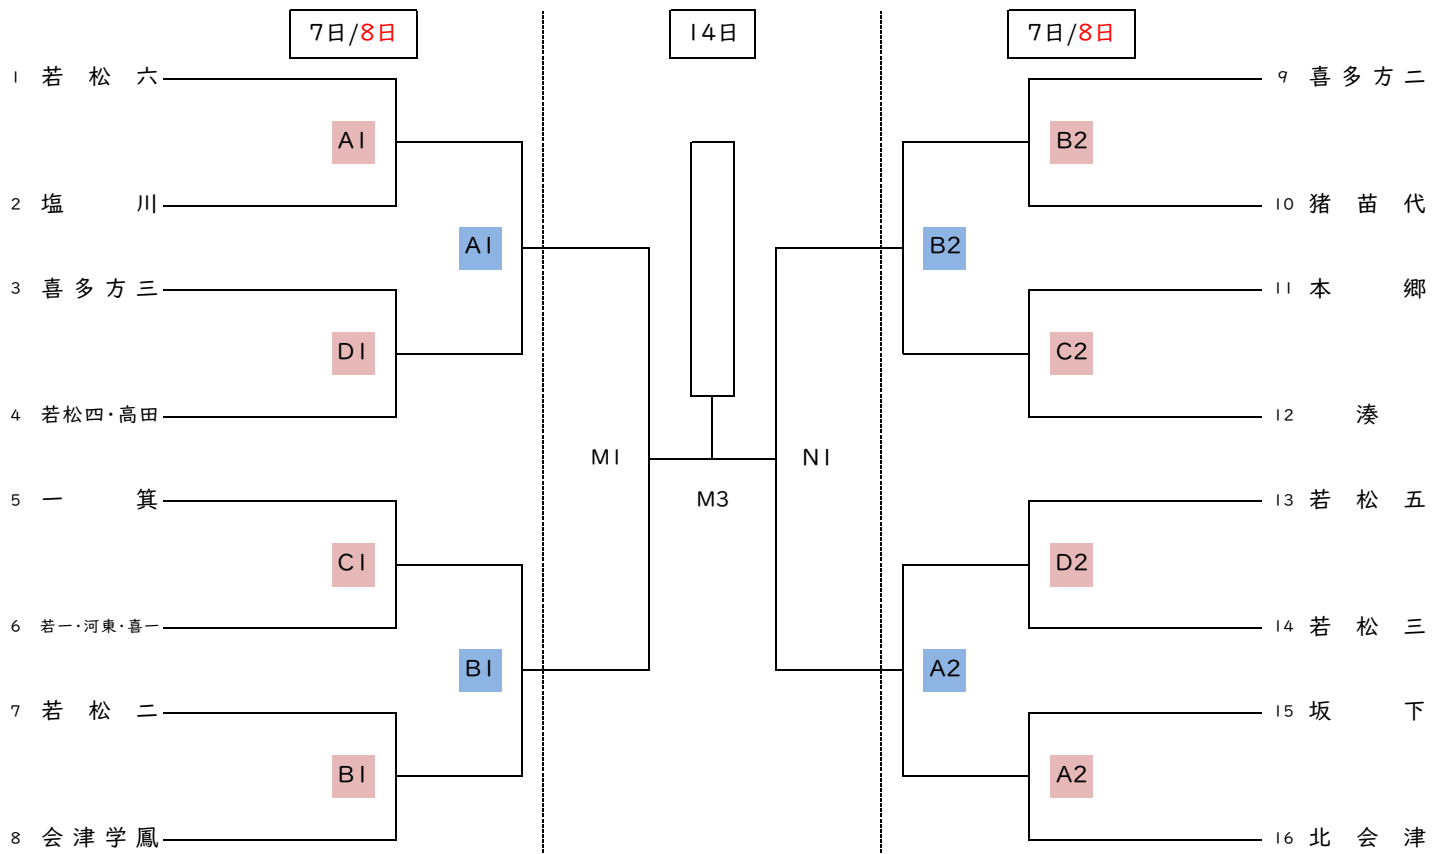 7日/8日
14日
7日/8日
1 若松六
A1
2 塩川
A1
3 喜多方三
D1
4 若松四・高田
M1
5 一箕
C1
6 若一・河東・喜一
B1
7 若松二
B1
8 会津学鳳
M3
9 喜多方二
B2
10 猪苗代
B2
11 本郷
C2
12 湊
N1
13 若松五
D2
14 若松三
A2
15 坂下
A2
16 北会津